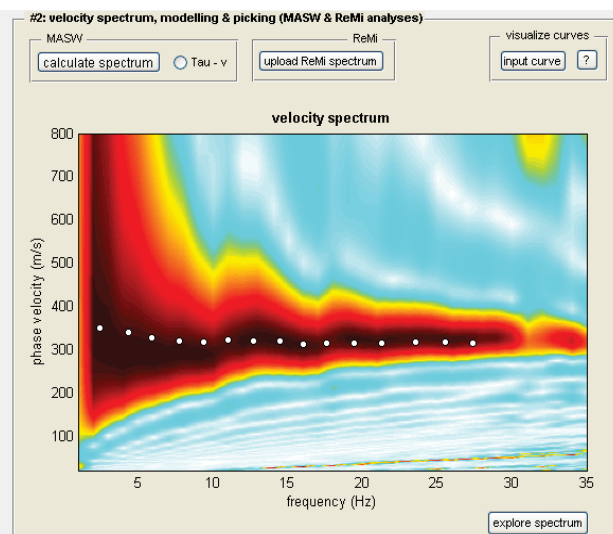 #2: velocity spectrum, modelling & picking (MASW & ReMi analyses)
MASW
ReMi
visualize curves
calculate spectrum
Tau - v
upload ReMi spectrum
input curve
?
velocity spectrum
800
700
600
500
400
300
200
100
phase velocity (m/s)
5 10 15 20 25 30 35
frequency (Hz)
explore spectrum